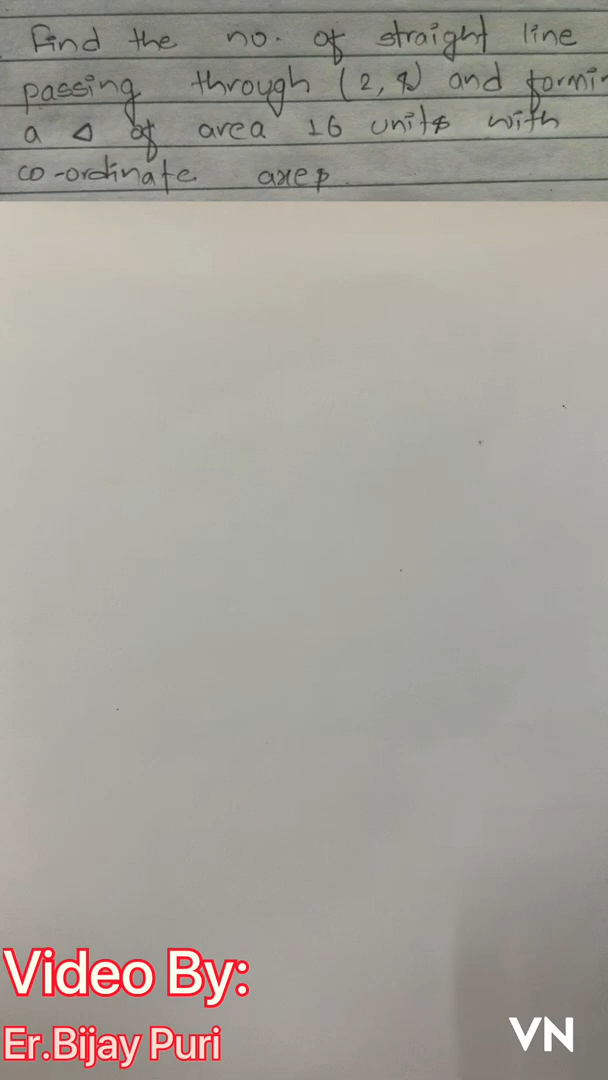 Find the no. of straight line
passing through (2, 4) and formin
a △ of area 16 units with
co-ordinate axes.
Video By:
Er.Bijay Puri
VN